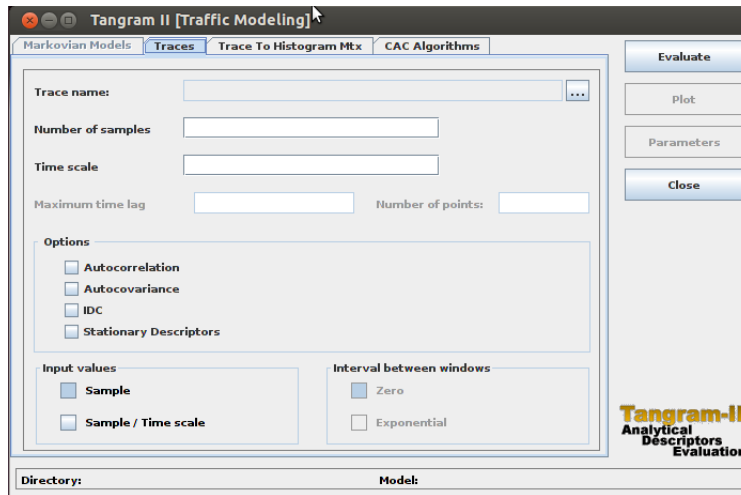 Tangram II [Traffic Modeling]
Markovian Models Traces Trace To Histogram Mtx CAC Algorithms
Evaluate
Trace name: ...
Plot
Number of samples
Parameters
Time scale
Close
Maximum time lag Number of points:
Options
Autocorrelation
Autocovariance
IDC
Stationary Descriptors
Input values Interval between windows
Sample Zero
Sample / Time scale Exponential
Tangram-II
Analytical
Descriptors
Evaluation
Directory: Model: